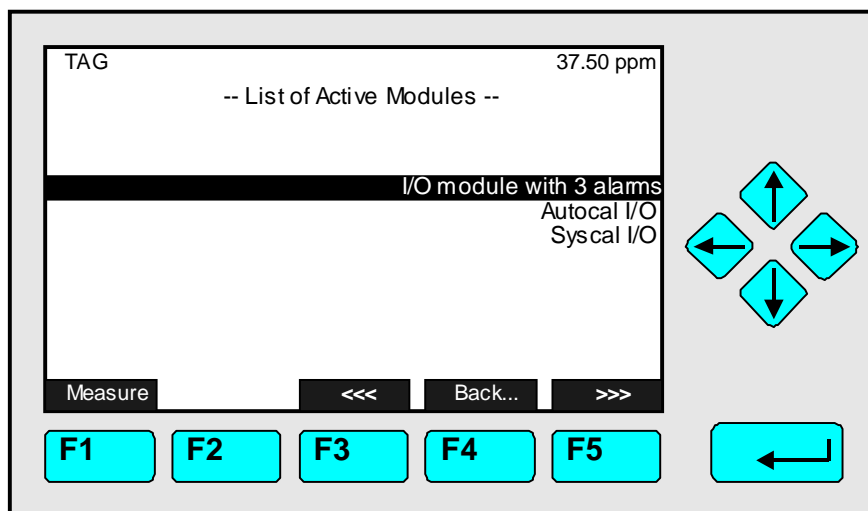 TAG 37.50 ppm
-- List of Active Modules --
I/O module with 3 alarms
Autocal I/O
Syscal I/O
Measure <<< Back... >>>
F1 F2 F3 F4 F5